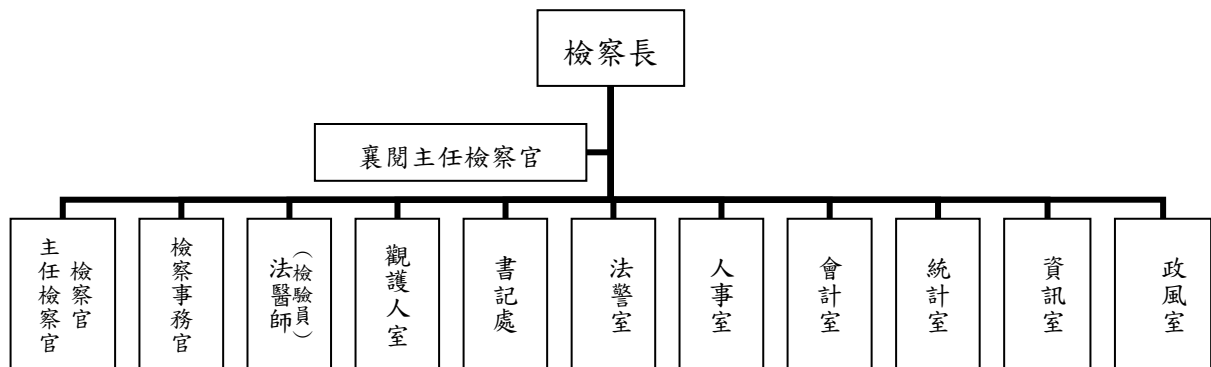 檢察長
襄閱主任檢察官
主任檢察官
檢察官
檢察事務官
法醫師
（檢驗員）
觀護人室
書記處
法警室
人事室
會計室
統計室
資訊室
政風室